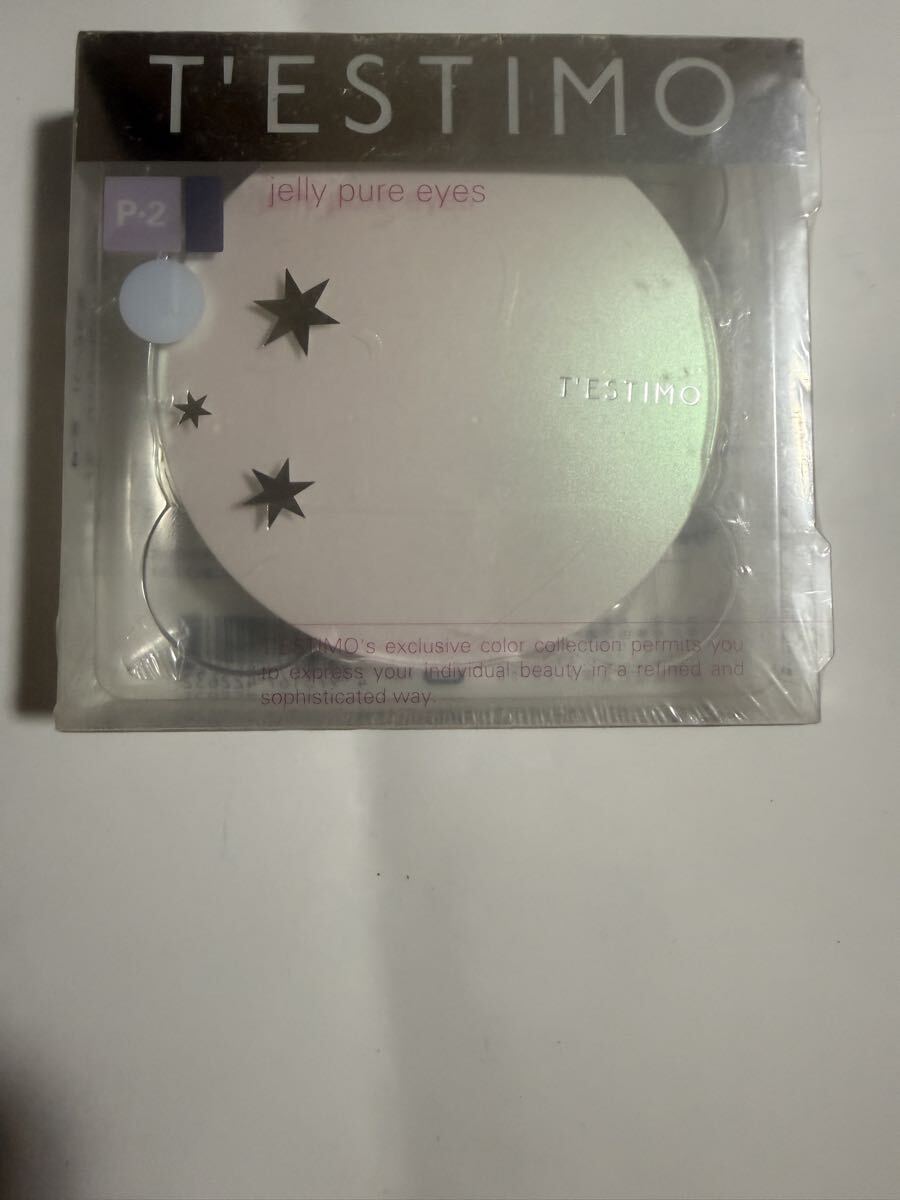 T'ESTIMO
jelly pure eyes
P-2
T'ESTIMO
T'ESTIMO's exclusive color collection permits you
to express your individual beauty in a refined and
sophisticated way.